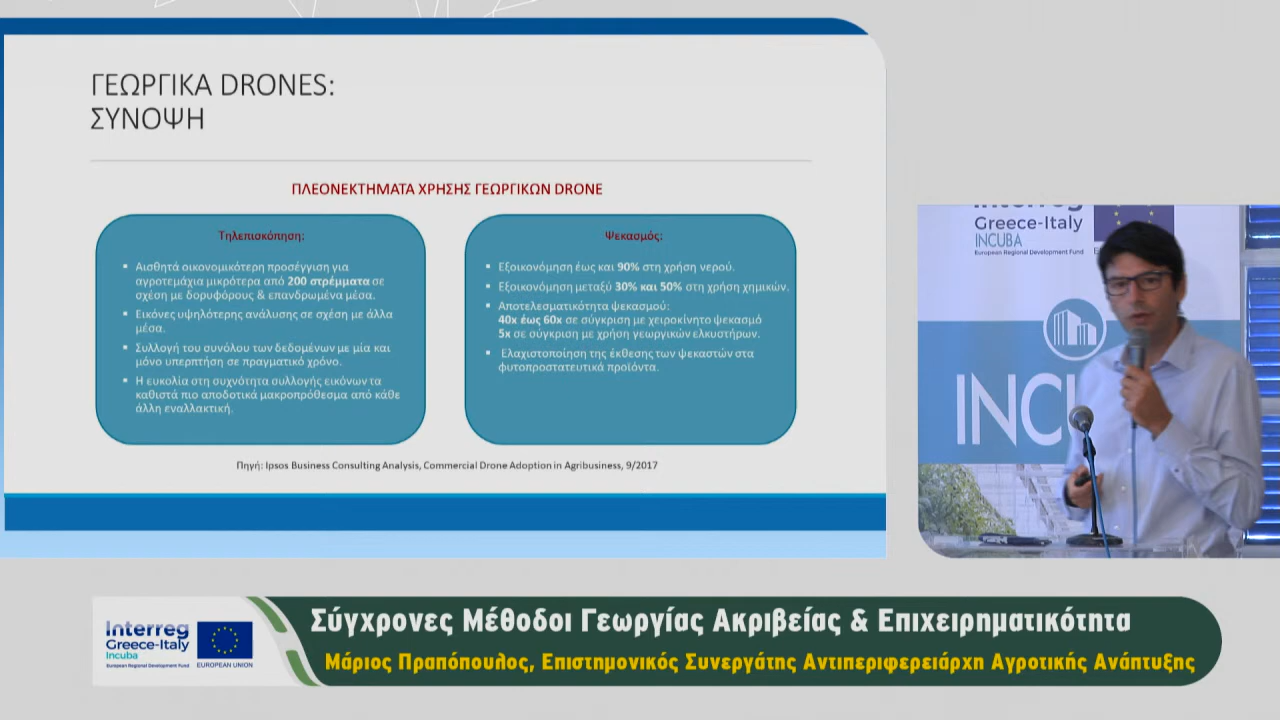 ΓΕΩΡΓΙΚΑ DRONES:
ΣΥΝΟΨΗ
ΠΛΕΟΝΕΚΤΗΜΑΤΑ ΧΡΗΣΗΣ ΓΕΩΡΓΙΚΩΝ DRONE
Τηλεπισκόπηση:
▪ Αισθητά οικονομικότερη προσέγγιση για
αγροτεμάχια μικρότερα από 200 στρέμματα σε
σχέση με δορυφόρους & επανδρωμένα μέσα.
▪ Εικόνες υψηλότερης ανάλυσης σε σχέση με άλλα
μέσα.
▪ Συλλογή του συνόλου των δεδομένων με μία και
μόνο υπερπτήση σε πραγματικό χρόνο.
▪ Η ευκολία στη συχνότητα συλλογής εικόνων τα
καθιστά πιο αποδοτικά μακροπρόθεσμα από κάθε
άλλη εναλλακτική.
Ψεκασμός:
▪ Εξοικονόμηση έως και 90% στη χρήση νερού.
▪ Εξοικονόμηση μεταξύ 30% και 50% στη χρήση χημικών.
▪ Αποτελεσματικότητα ψεκασμού:
40x έως 60x σε σύγκριση με χειροκίνητο ψεκασμό
5x σε σύγκριση με χρήση γεωργικών ελκυστήρων.
▪ Ελαχιστοποίηση της έκθεσης των ψεκαστών στα
φυτοπροστατευτικά προϊόντα.
Πηγή: Ipsos Business Consulting Analysis, Commercial Drone Adoption in Agribusiness, 9/2017
Interreg
Greece-Italy
INCUBA
European Regional Development Fund
INCU
Interreg
Greece-Italy
Incuba
European Regional Development Fund
EUROPEAN UNION
Σύγχρονες Μέθοδοι Γεωργίας Ακριβείας & Επιχειρηματικότητα
Μάριος Πραπόπουλος, Επιστημονικός Συνεργάτης Αντιπεριφερειάρχη Αγροτικής Ανάπτυξης